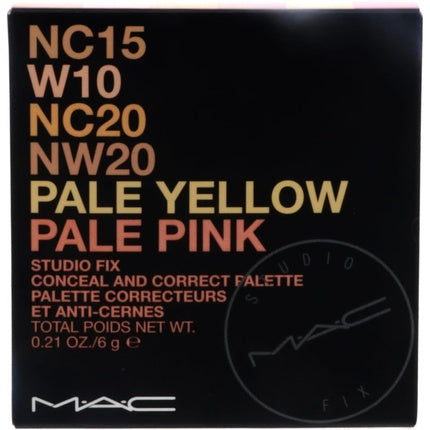 NC15
W10
NC20
NW20
PALE YELLOW
PALE PINK
STUDIO FIX
CONCEAL AND CORRECT PALETTE
PALETTE CORRECTEURS
ET ANTI-CERNES
TOTAL POIDS NET WT.
0.21 OZ./6 g ℮
STUDIO
MAC
FIX
M·A·C